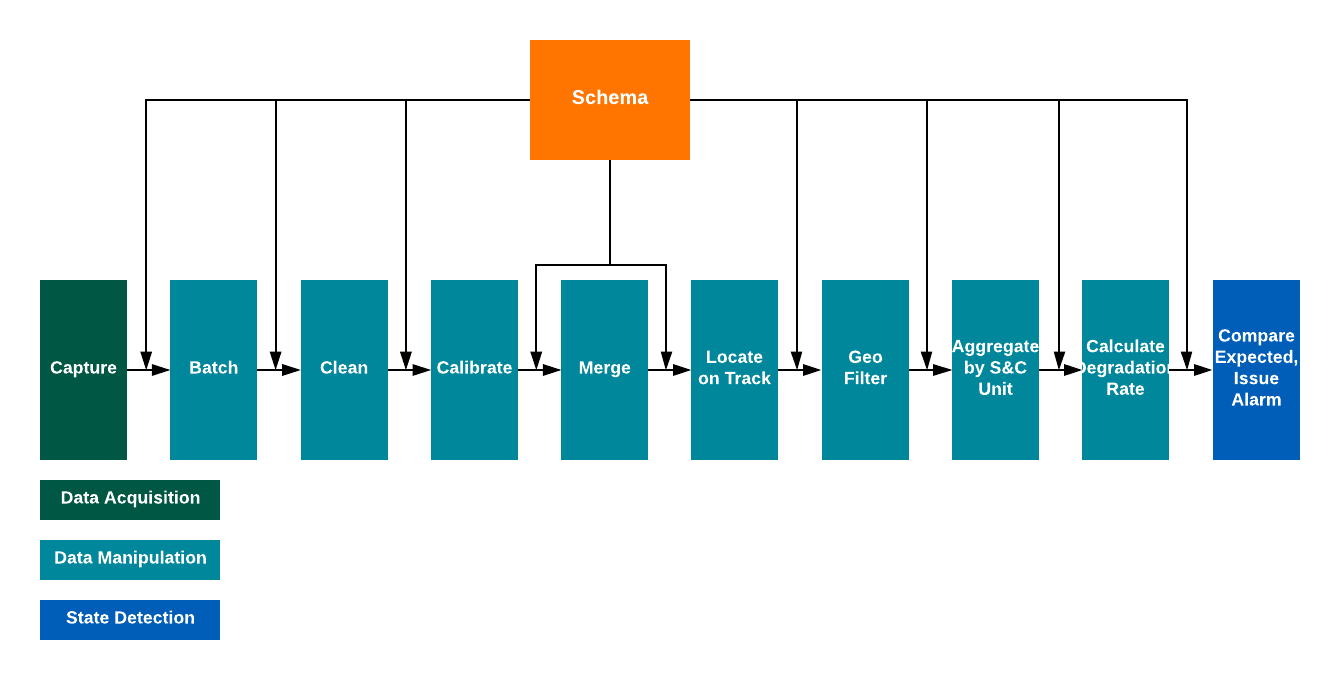 Schema
Capture
Batch
Clean
Calibrate
Merge
Locate
on Track
Geo
Filter
Aggregate
by S&C
Unit
Calculate
Degradation
Rate
Compare
Expected,
Issue
Alarm
Data Acquisition
Data Manipulation
State Detection